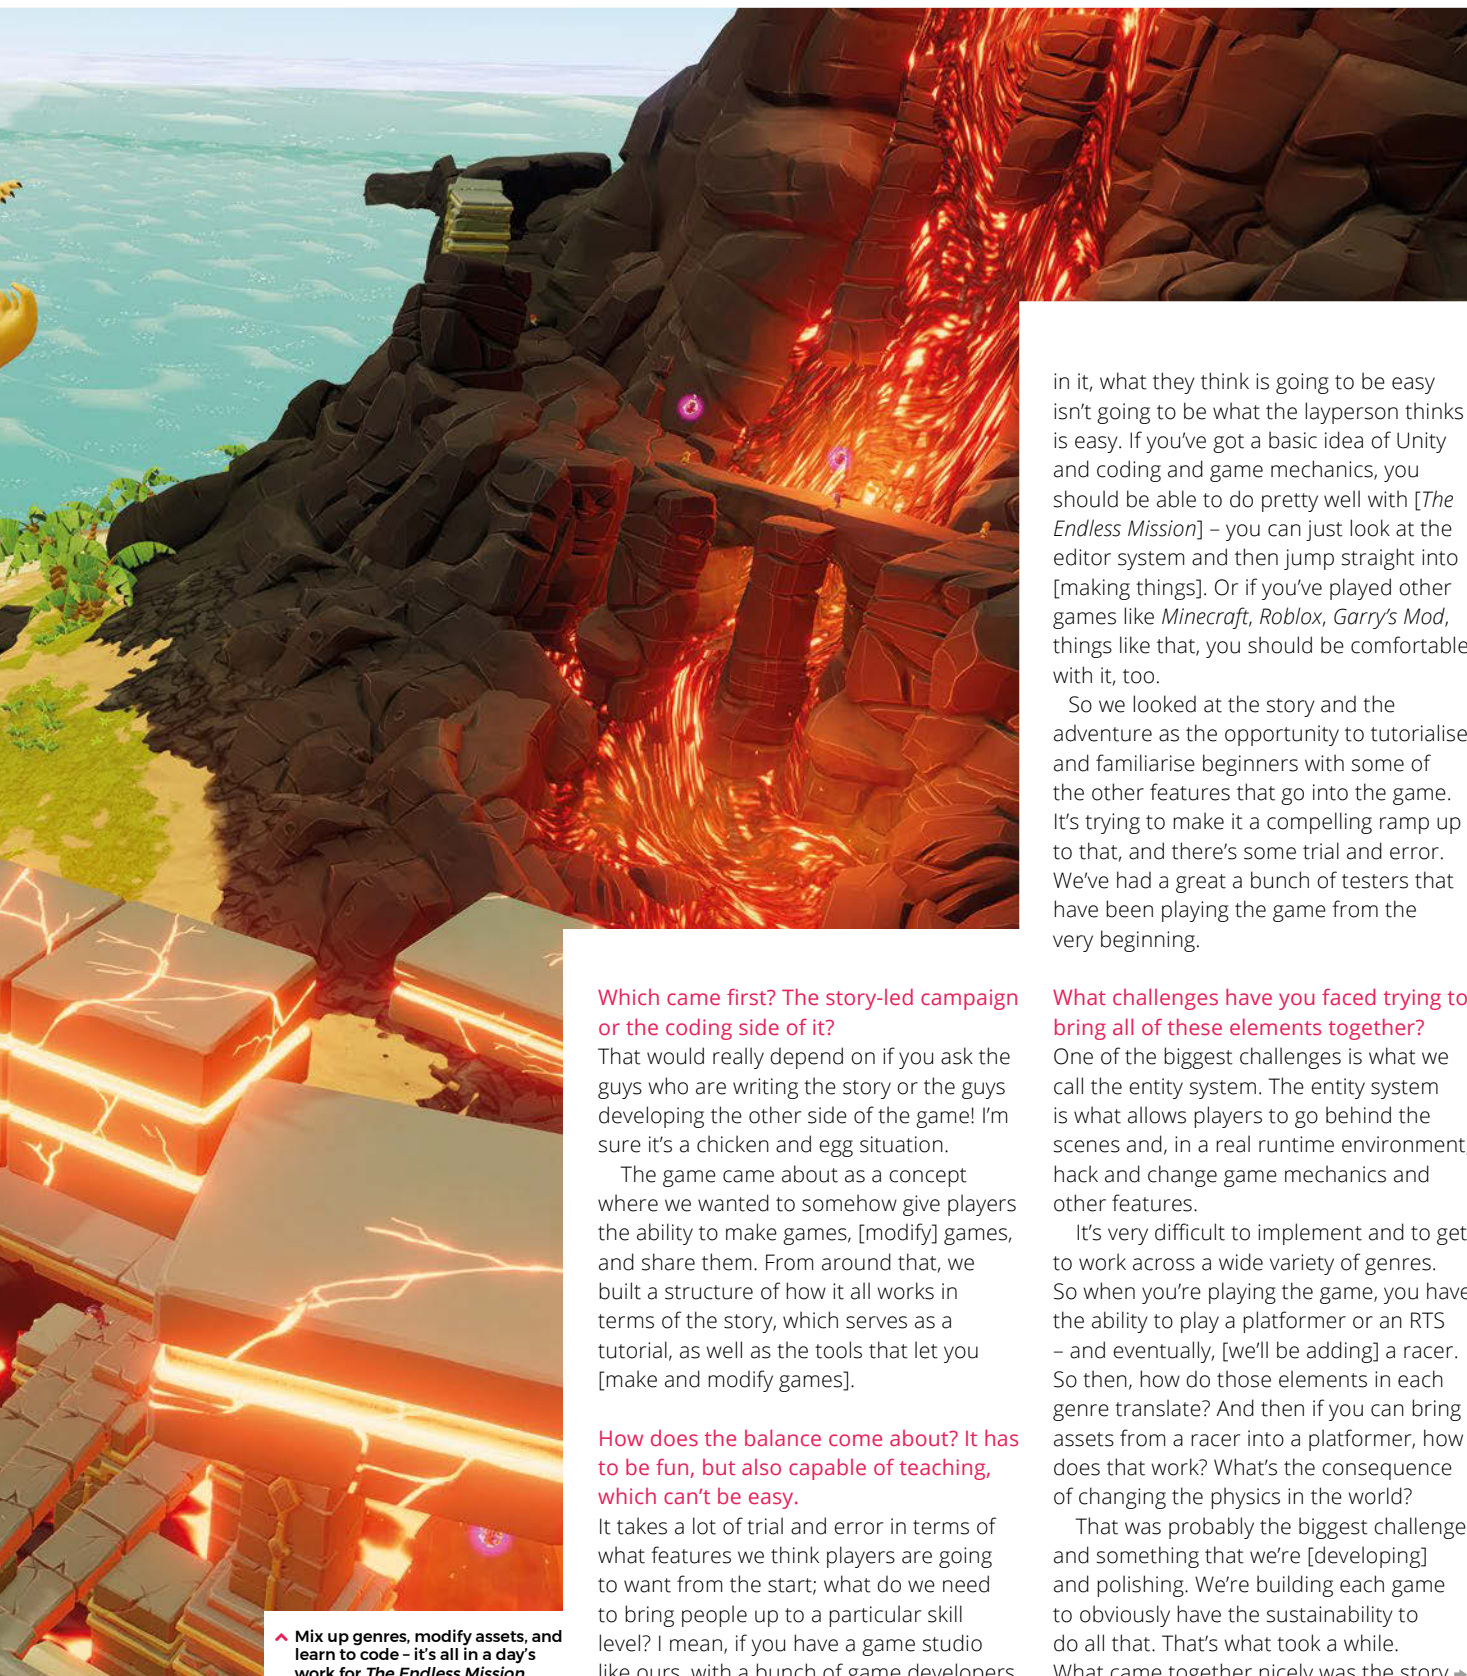 Mix up genres, modify assets, and
learn to code – it's all in a day's
work for The Endless Mission
Which came first? The story-led campaign
or the coding side of it?
That would really depend on if you ask the
guys who are writing the story or the guys
developing the other side of the game! I'm
sure it's a chicken and egg situation.
The game came about as a concept
where we wanted to somehow give players
the ability to make games, [modify] games,
and share them. From around that, we
built a structure of how it all works in
terms of the story, which serves as a
tutorial, as well as the tools that let you
[make and modify games].
How does the balance come about? It has
to be fun, but also capable of teaching,
which can't be easy.
It takes a lot of trial and error in terms of
what features we think players are going
to want from the start; what do we need
to bring people up to a particular skill
level? I mean, if you have a game studio
like ours, with a bunch of game developers
in it, what they think is going to be easy
isn't going to be what the layperson thinks
is easy. If you've got a basic idea of Unity
and coding and game mechanics, you
should be able to do pretty well with [The
Endless Mission] – you can just look at the
editor system and then jump straight into
[making things]. Or if you've played other
games like Minecraft, Roblox, Garry's Mod,
things like that, you should be comfortable
with it, too.
So we looked at the story and the
adventure as the opportunity to tutorialise
and familiarise beginners with some of
the other features that go into the game.
It's trying to make it a compelling ramp up
to that, and there's some trial and error.
We've had a great a bunch of testers that
have been playing the game from the
very beginning.
What challenges have you faced trying to
bring all of these elements together?
One of the biggest challenges is what we
call the entity system. The entity system
is what allows players to go behind the
scenes and, in a real runtime environment,
hack and change game mechanics and
other features.
It's very difficult to implement and to get
to work across a wide variety of genres.
So when you're playing the game, you have
the ability to play a platformer or an RTS
– and eventually, [we'll be adding] a racer.
So then, how do those elements in each
genre translate? And then if you can bring
assets from a racer into a platformer, how
does that work? What's the consequence
of changing the physics in the world?
That was probably the biggest challenge
and something that we're [developing]
and polishing. We're building each game
to obviously have the sustainability to
do all that. That's what took a while.
What came together nicely was the story